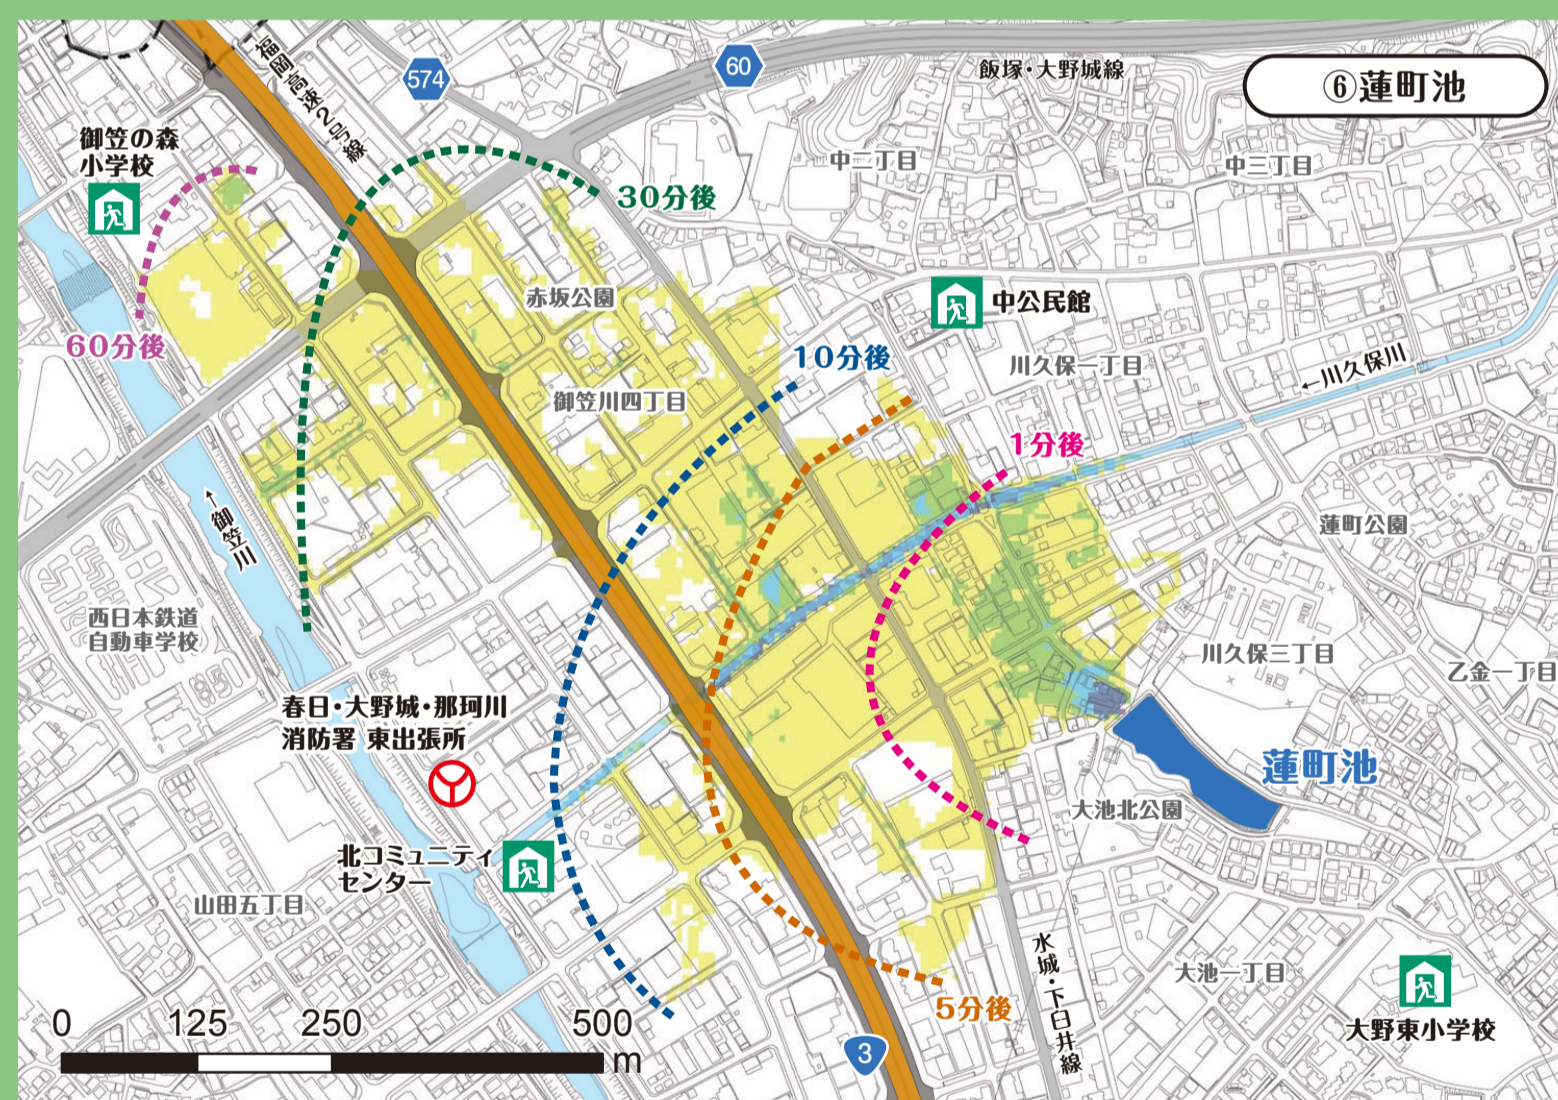 ⑥蓮町池
福岡高速2号線
574
60
飯塚・大野城線
御笠の森
小学校
中二丁目
中三丁目
30分後
赤坂公園
中公民館
60分後
10分後
川久保一丁目
←川久保川
御笠川四丁目
1分後
←御笠川
蓮町公園
西日本鉄道
自動車学校
川久保三丁目
乙金一丁目
春日・大野城・那珂川
消防署 東出張所
蓮町池
大池北公園
北コミュニティ
センター
山田五丁目
水城・下臼井線
大池一丁目
5分後
大野東小学校
3
0 125 250 500
m